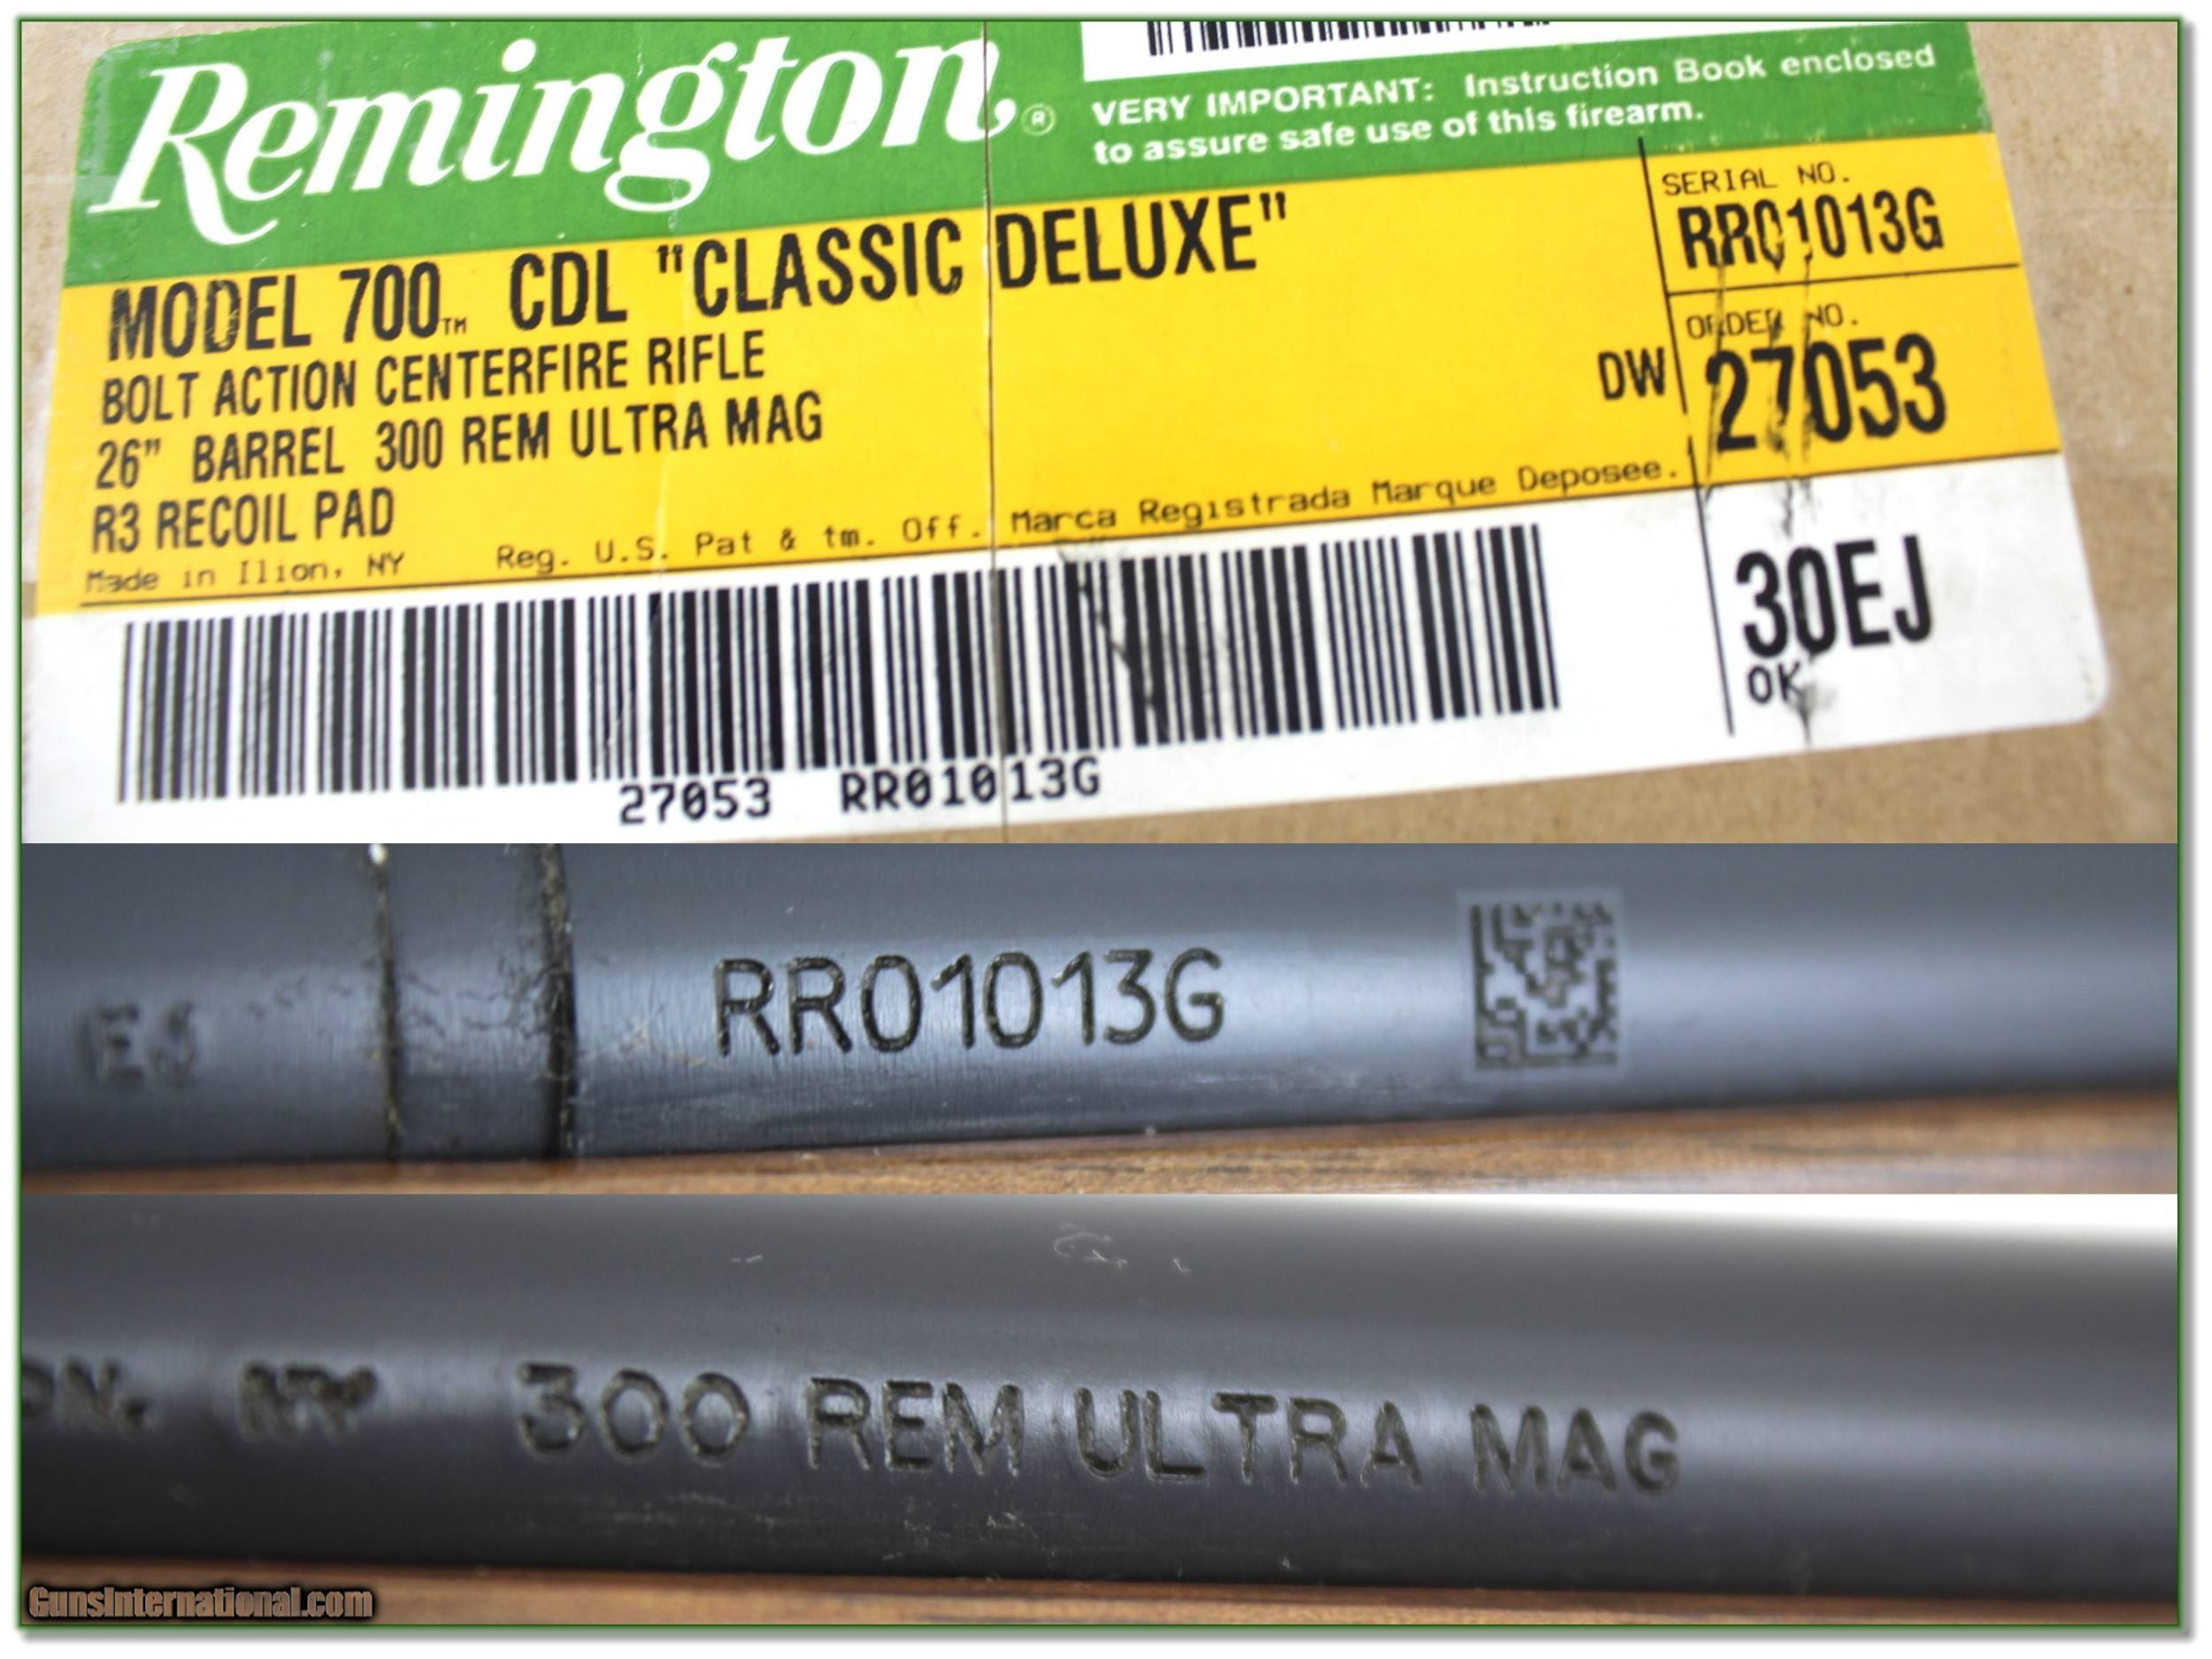 Remington®
VERY IMPORTANT: Instruction Book enclosed
to assure safe use of this firearm.
MODEL 700™ CDL "CLASSIC DELUXE"
BOLT ACTION CENTERFIRE RIFLE
26" BARREL 300 REM ULTRA MAG
R3 RECOIL PAD
Made in Ilion, NY Reg. U.S. Pat & tm. Off. Marca Registrada Marque Deposee.
SERIAL NO.
RR01013G
ORDER NO.
DW 27053
30EJ
OK
27053 RR01013G
EJ RR01013G
ON. NY 300 REM ULTRA MAG
GunsInternational.com